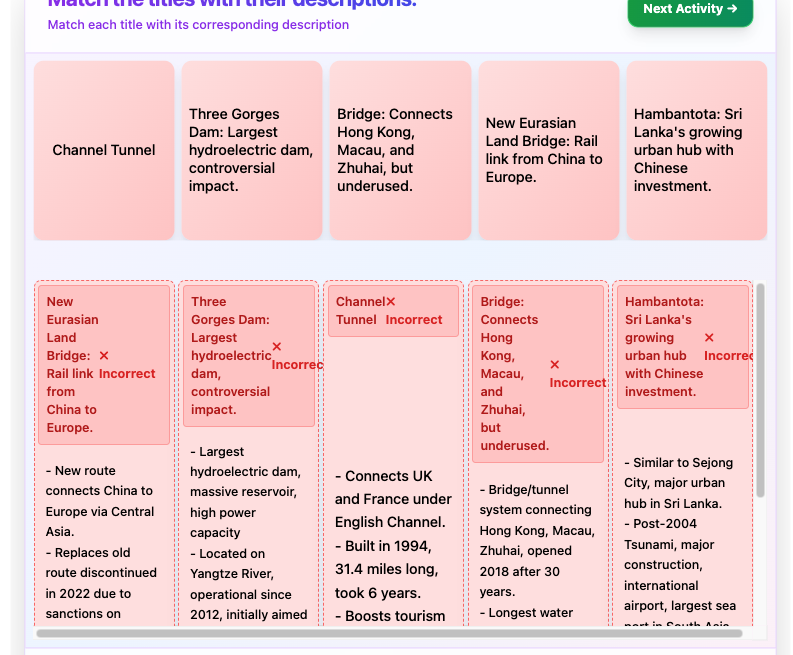 Match the titles with their descriptions.
Match each title with its corresponding description
Next Activity →
Channel Tunnel
Three Gorges
Dam: Largest
hydroelectric dam,
controversial
impact.
Bridge: Connects
Hong Kong,
Macau, and
Zhuhai, but
underused.
New Eurasian
Land Bridge: Rail
link from China to
Europe.
Hambantota: Sri
Lanka's growing
urban hub with
Chinese
investment.
New
Eurasian
Land
Bridge:
Rail link
from
China to
Europe.
✕
Incorrect
- New route
connects China to
Europe via Central
Asia.
- Replaces old
route discontinued
in 2022 due to
sanctions on
Three
Gorges Dam:
Largest
hydroelectric
dam,
controversial
impact.
✕
Incorrec
- Largest
hydroelectric dam,
massive reservoir,
high power
capacity
- Located on
Yangtze River,
operational since
2012, initially aimed
Channel
Tunnel
✕
Incorrect
- Connects UK
and France under
English Channel.
- Built in 1994,
31.4 miles long,
took 6 years.
- Boosts tourism
Bridge:
Connects
Hong
Kong,
Macau,
and
Zhuhai,
but
underused.
✕
Incorrect
- Bridge/tunnel
system connecting
Hong Kong, Macau,
Zhuhai, opened
2018 after 30
years.
- Longest water
Hambantota:
Sri Lanka's
growing
urban hub
with Chinese
investment.
✕
Incorrec
- Similar to Sejong
City, major urban
hub in Sri Lanka.
- Post-2004
Tsunami, major
construction,
international
airport, largest sea
port in South Asia